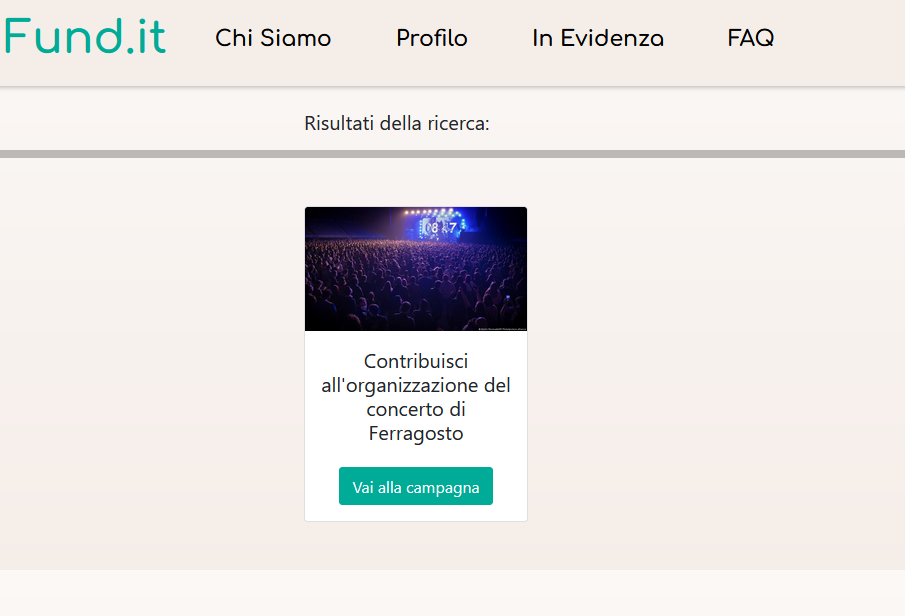 Fund.it
Chi Siamo
Profilo
In Evidenza
FAQ
Risultati della ricerca:
Contribuisci
all'organizzazione del
concerto di
Ferragosto
Vai alla campagna